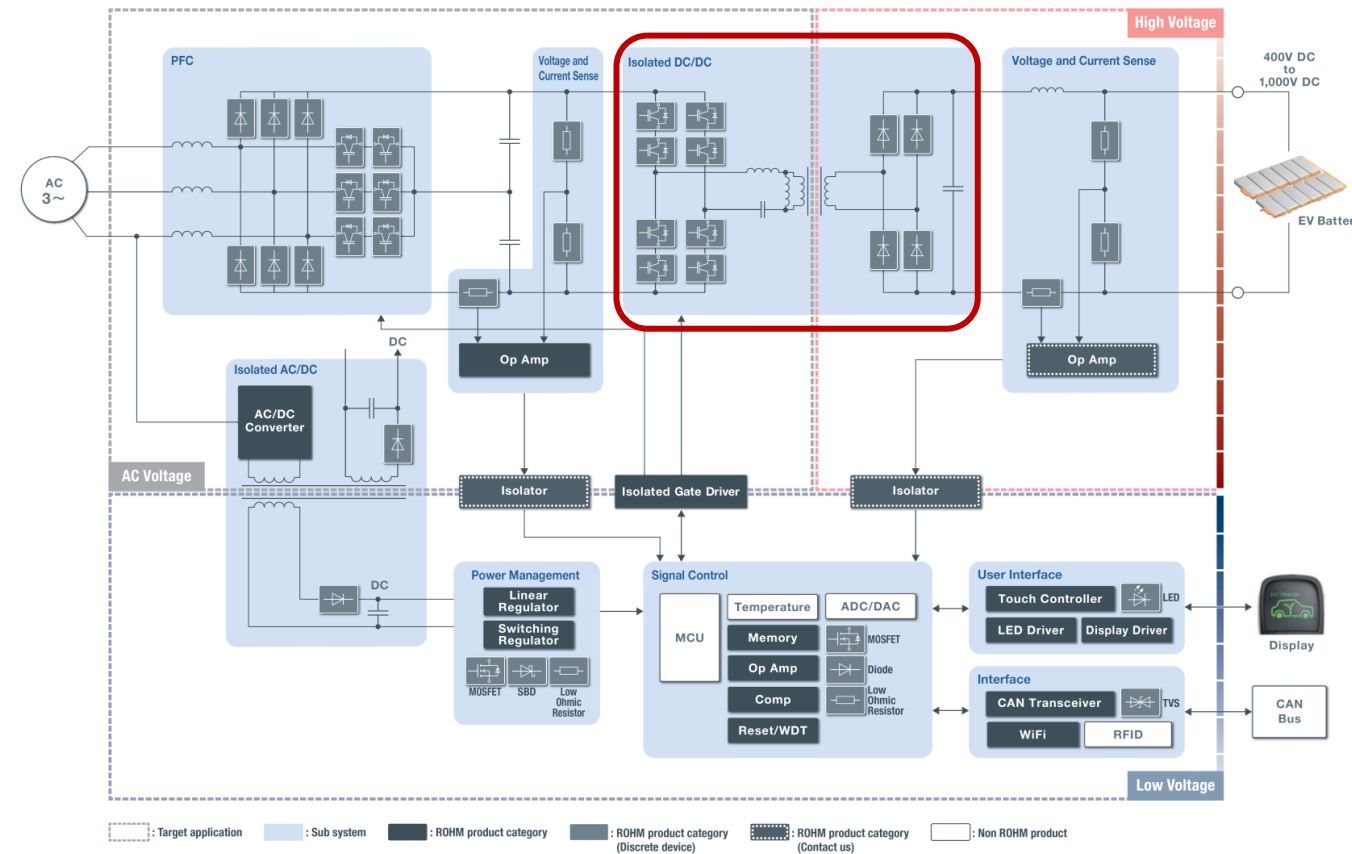 High Voltage
PFC
Voltage and
Current Sense
Isolated DC/DC
Voltage and Current Sense
400V DC
to
1,000V DC
AC
3~
EV Batter
DC
Op Amp
Op Amp
Isolated AC/DC
AC/DC
Converter
AC Voltage
Isolator
Isolated Gate Driver
Isolator
DC
Power Management
Linear
Regulator
Switching
Regulator
MOSFET
SBD
Low
Ohmic
Resistor
Signal Control
MCU
Temperature
ADC/DAC
Memory
MOSFET
Op Amp
Diode
Comp
Low
Ohmic
Resistor
Reset/WDT
User Interface
Touch Controller
LED
LED Driver
Display Driver
EV Charge
Display
Interface
CAN Transceiver
TVS
WiFi
RFID
CAN
Bus
Low Voltage
: Target application
: Sub system
: ROHM product category
: ROHM product category
(Discrete device)
: ROHM product category
(Contact us)
: Non ROHM product